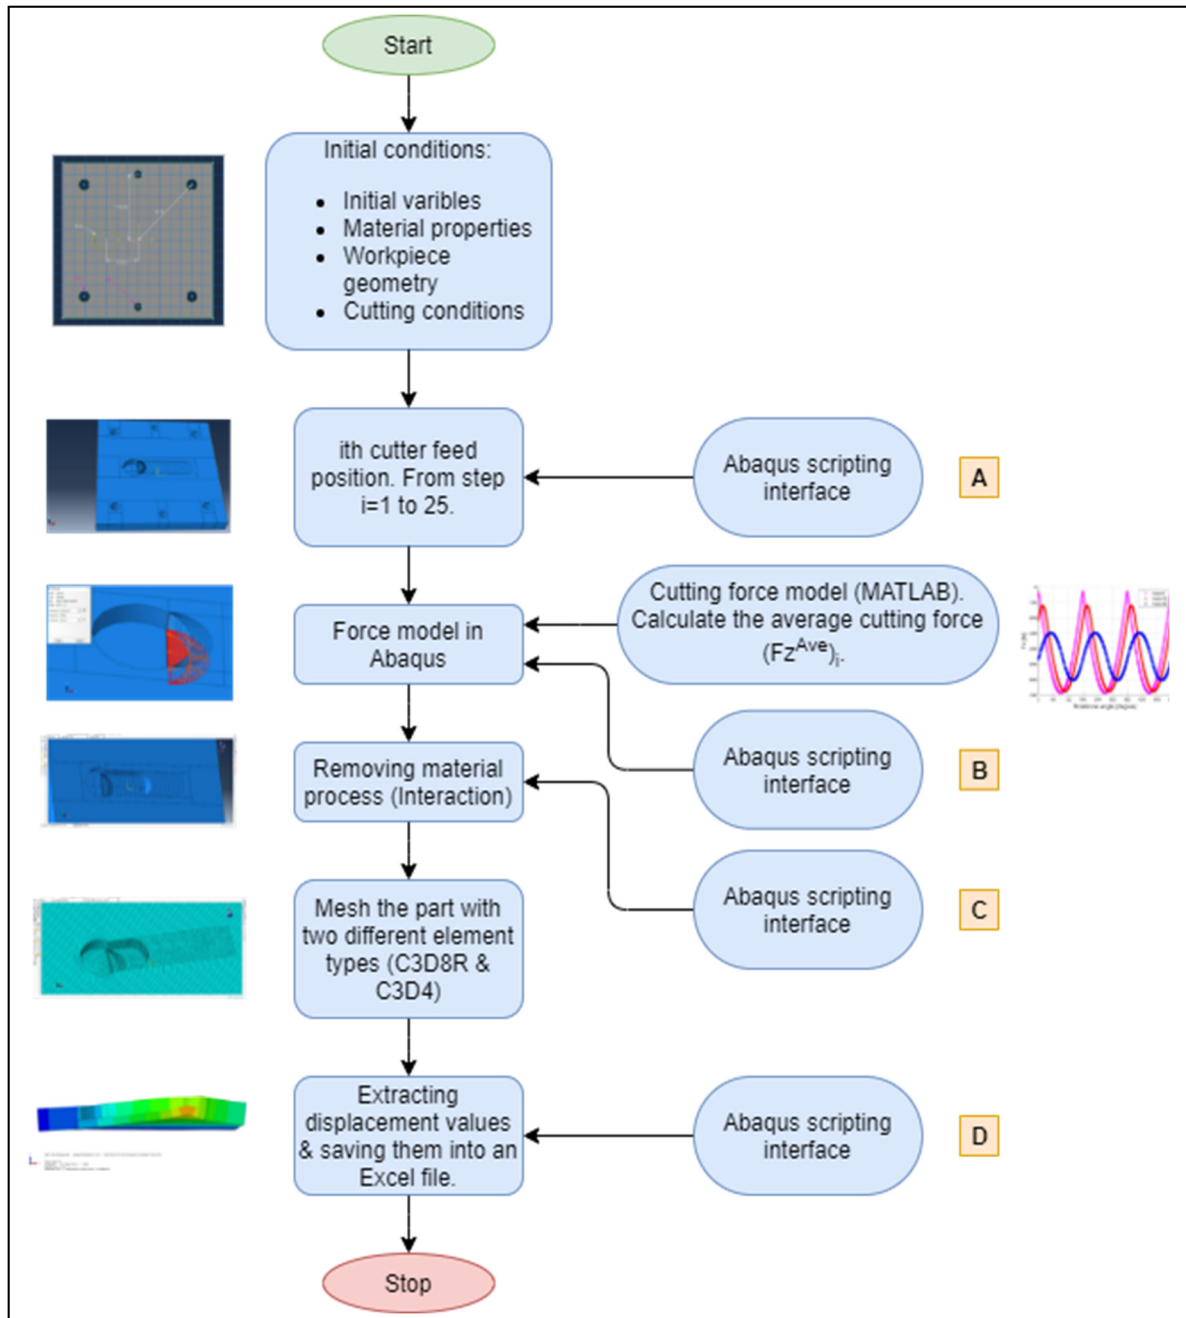 Start
Initial conditions:
• Initial varibles
• Material properties
• Workpiece
geometry
• Cutting conditions
ith cutter feed
position. From step
i=1 to 25.
Abaqus scripting
interface
A
Cutting force model (MATLAB).
Calculate the average cutting force
(Fz^Ave)_i.
Force model in
Abaqus
Abaqus scripting
interface
B
Removing material
process (Interaction)
Abaqus scripting
interface
C
Mesh the part with
two different element
types (C3D8R &
C3D4)
Extracting
displacement values
& saving them into an
Excel file.
Abaqus scripting
interface
D
Stop